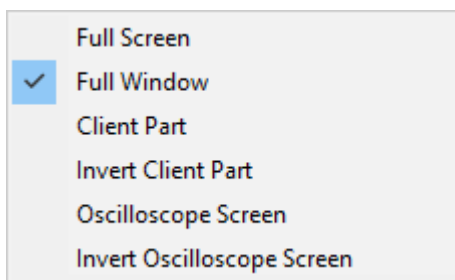 Full Screen
Full Window
Client Part
Invert Client Part
Oscilloscope Screen
Invert Oscilloscope Screen